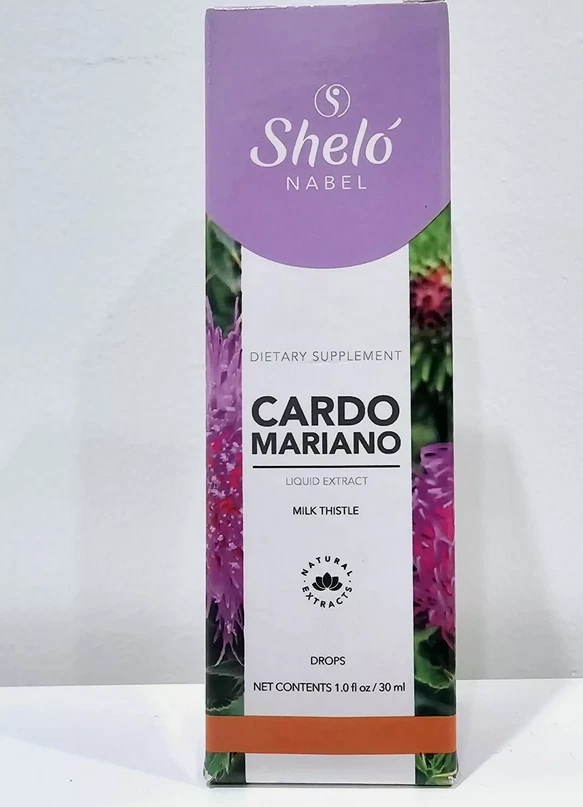 Sheló
NABEL
DIETARY SUPPLEMENT
CARDO
MARIANO
LIQUID EXTRACT
MILK THISTLE
NATURAL
EXTRACTS
DROPS
NET CONTENTS 1.0 fl oz / 30 ml